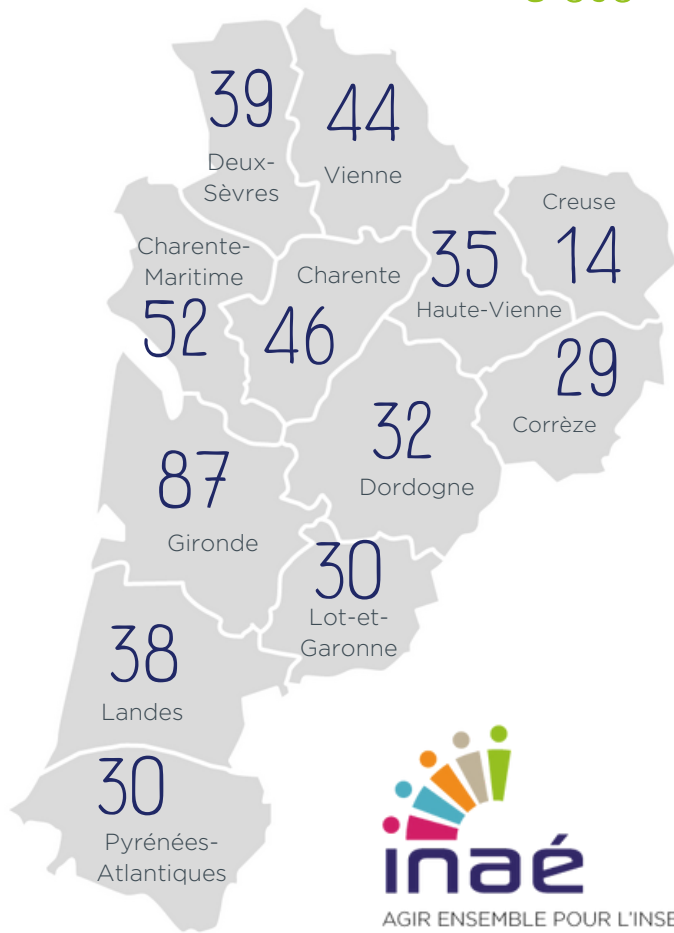 39
Deux-
Sèvres
44
Vienne
Creuse
14
Charente-
Maritime
52
Charente
46
35
Haute-Vienne
29
Corrèze
32
Dordogne
87
Gironde
30
Lot-et-
Garonne
38
Landes
30
Pyrénées-
Atlantiques
inaé
AGIR ENSEMBLE POUR L'INSE